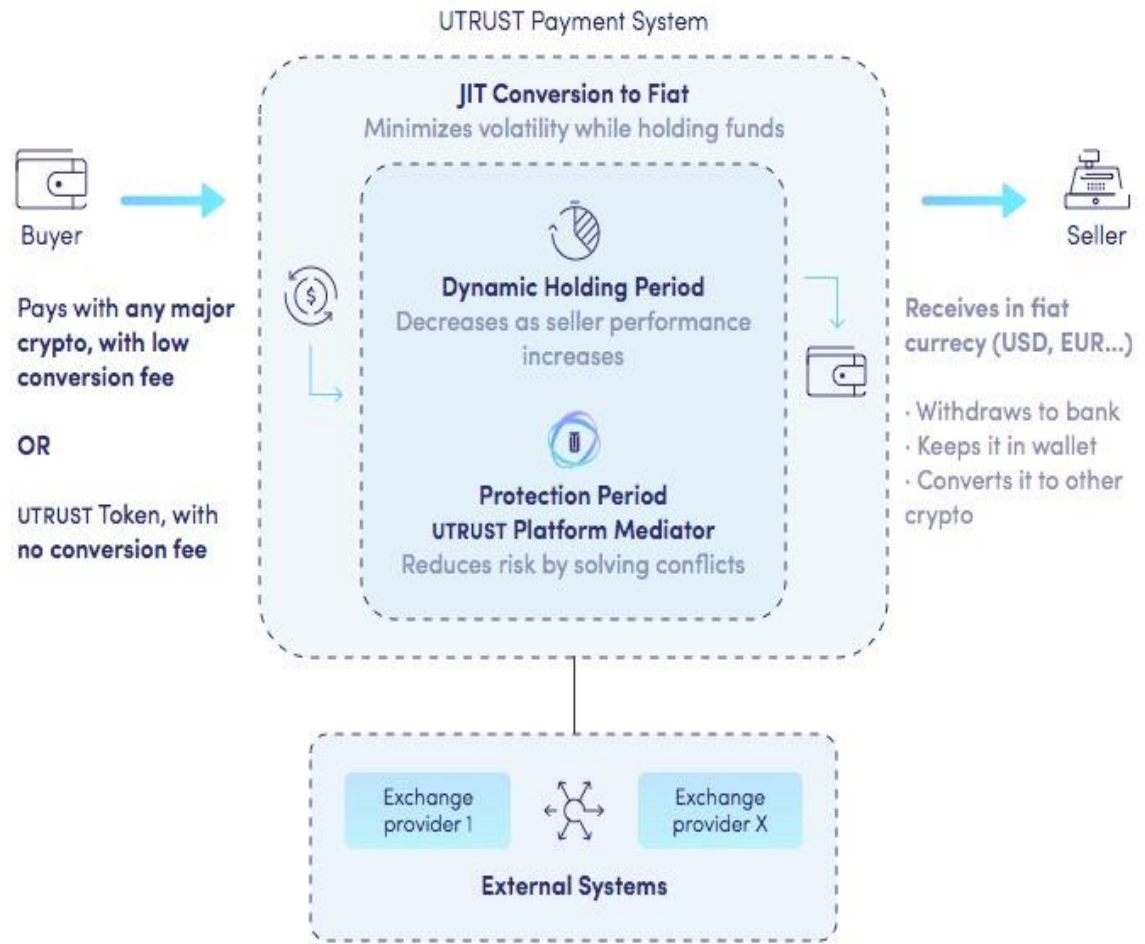 UTRUST Payment System
JIT Conversion to Fiat
Minimizes volatility while holding funds
Buyer
Pays with any major
crypto, with low
conversion fee
OR
UTRUST Token, with
no conversion fee
$
Dynamic Holding Period
Decreases as seller performance
increases
Protection Period
UTRUST Platform Mediator
Reduces risk by solving conflicts
Seller
Receives in fiat
currecy (USD, EUR...)
· Withdraws to bank
· Keeps it in wallet
· Converts it to other
crypto
Exchange
provider 1
Exchange
provider X
External Systems